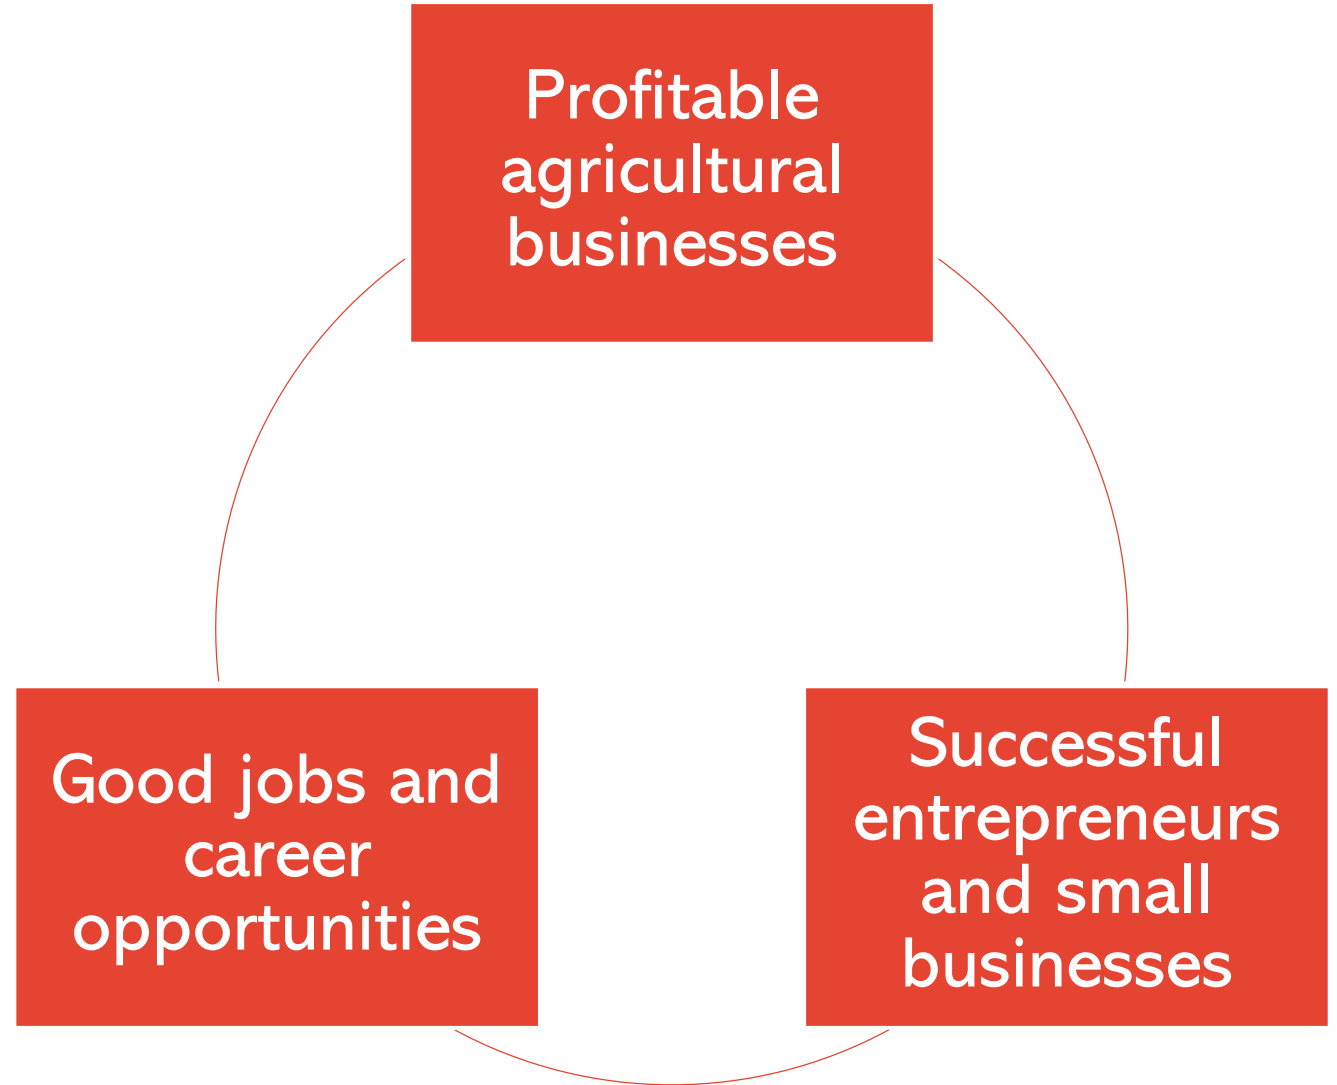 Profitable
agricultural
businesses
Good jobs and
career
opportunities
Successful
entrepreneurs
and small
businesses